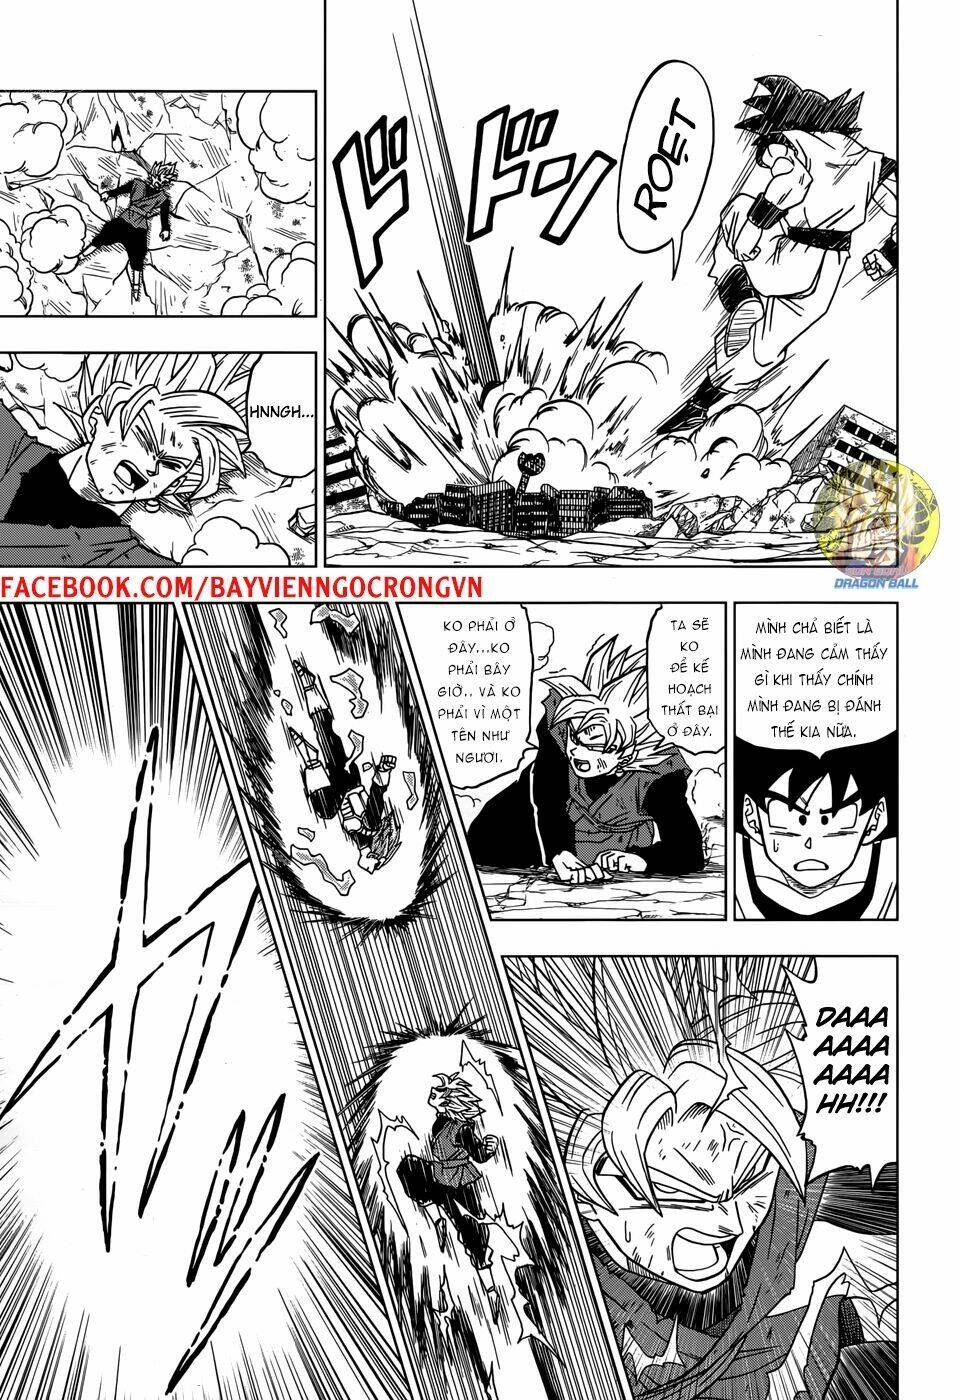 ドドン
ROẸT
HNNGH...
FACEBOOK.COM/BAYVIENNGOCRONGVN
DRAGON BALL
MÌNH CHẢ BIẾT LÀ
MÌNH ĐANG CẢM THẤY
GÌ KHI THẤY CHÍNH
MÌNH ĐANG BỊ ĐÁNH
THẾ KIA NỮA.
TA SẼ
KO
ĐỂ KẾ
HOẠCH
THẤT BẠI
Ở ĐÂY.
KO PHẢI Ở
ĐÂY...KO
PHẢI BÂY
GIỜ.. VÀ KO
PHẢI VÌ MỘT
TÊN NHƯ
NGƯƠI.
DAAA
AAAA
AAAA
HH!!!
カッ